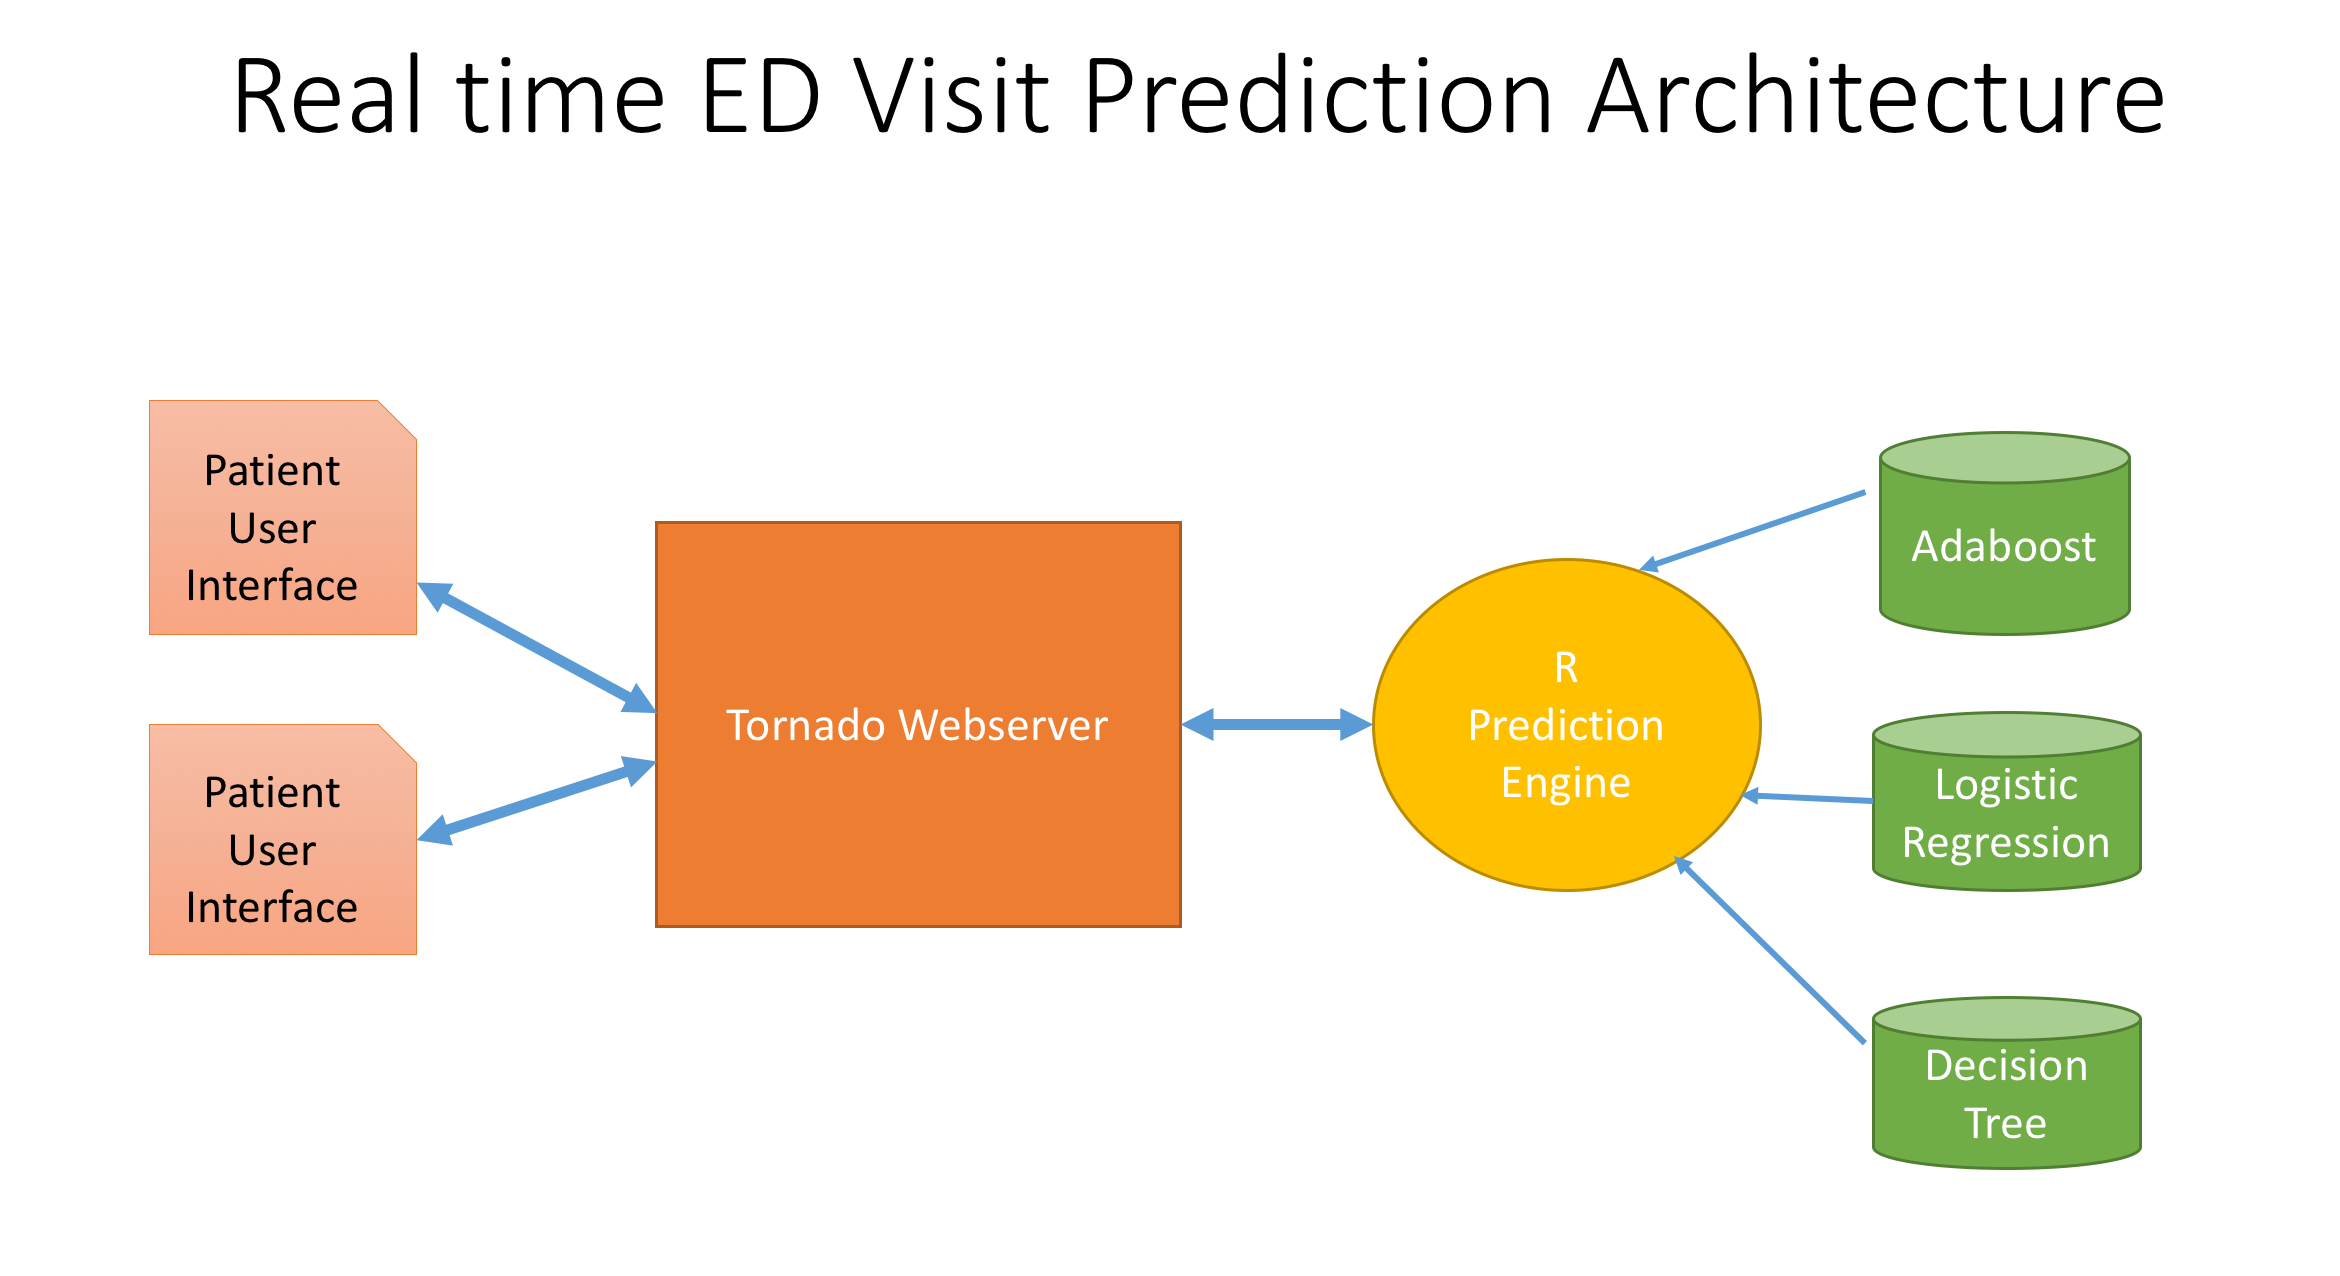 Real time ED Visit Prediction Architecture
Patient
User
Interface
Patient
User
Interface
Tornado Webserver
R
Prediction
Engine
Adaboost
Logistic
Regression
Decision
Tree